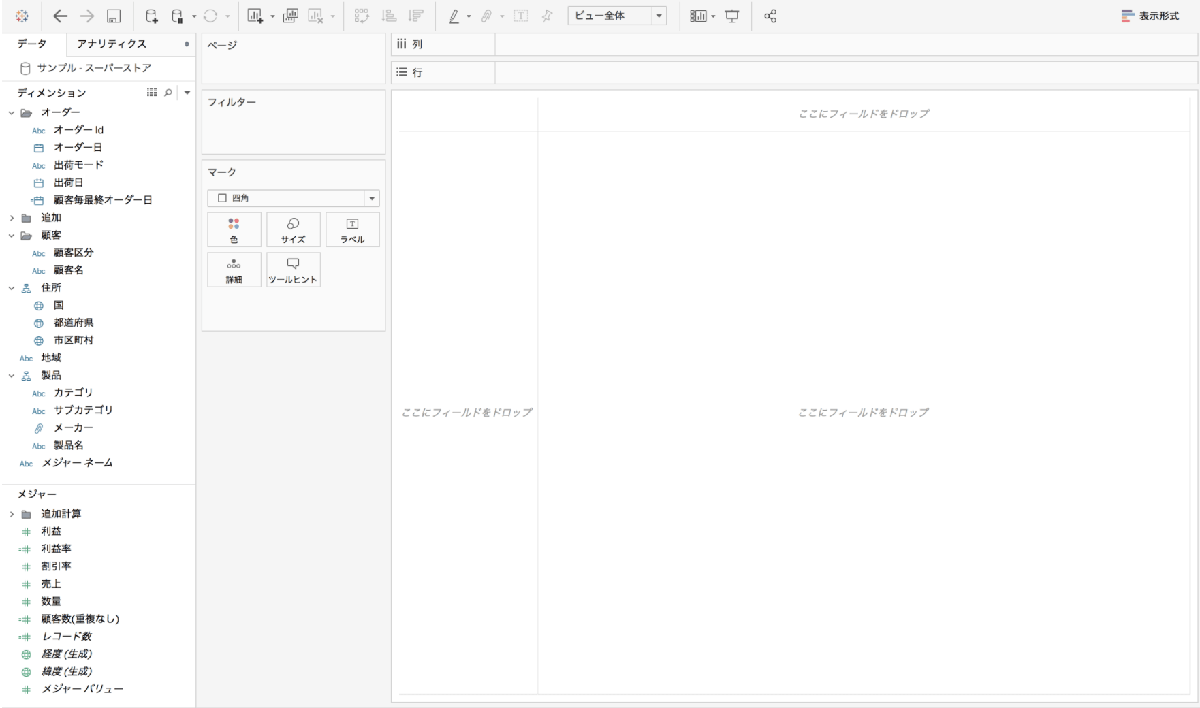 ビュー全体
表示形式
データ
アナリティクス
サンプル - スーパーストア
ディメンション
オーダー
Abc オーダー Id
オーダー日
Abc 出荷モード
出荷日
顧客毎最終オーダー日
追加
顧客
Abc 顧客区分
Abc 顧客名
住所
国
都道府県
市区町村
Abc 地域
製品
Abc カテゴリ
Abc サブカテゴリ
メーカー
Abc 製品名
Abc メジャー ネーム
メジャー
追加計算
利益
利益率
割引率
売上
数量
顧客数(重複なし)
レコード数
経度 (生成)
緯度 (生成)
メジャー バリュー
ページ
フィルター
マーク
四角
色
サイズ
ラベル
詳細
ツールヒント
列
行
ここにフィールドをドロップ
ここにフィールドをドロップ
ここにフィールドをドロップ